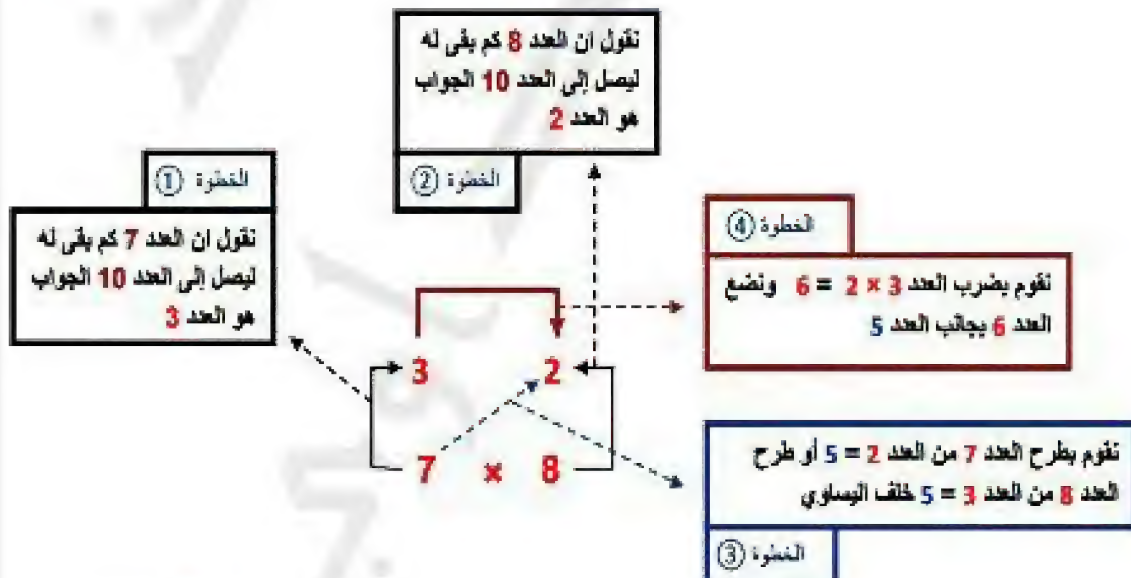 الخطوة ①
نقول ان العدد 7 كم بقى له
ليصل إلى العدد 10 الجواب
هو العدد 3
نقول ان العدد 8 كم بقى له
ليصل إلى العدد 10 الجواب
هو العدد 2
الخطوة ②
الخطوة ④
نقوم بضرب العدد 3 × 2 = 6 ونضع
العدد 6 بجانب العدد 5
3 2
7 × 8
نقوم بطرح العدد 7 من العدد 2 = 5 أو طرح
العدد 8 من العدد 3 = 5 خلف اليساوي
الخطوة ③